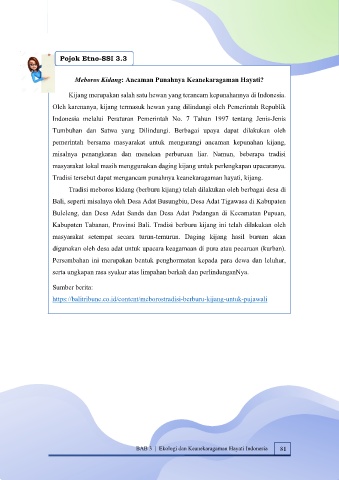 Pojok Etno-SSI 3.3
Meboros Kidang: Ancaman Punahnya Keanekaragaman Hayati?
Kijang merupakan salah satu hewan yang terancam kepunahannya di Indonesia.
Oleh karenanya, kijang termasuk hewan yang dilindungi oleh Pemerintah Republik
Indonesia melalui Peraturan Pemerintah No. 7 Tahun 1997 tentang Jenis-Jenis
Tumbuhan dan Satwa yang Dilindungi. Berbagai upaya dapat dilakukan oleh
pemerintah bersama masyarakat untuk mengurangi ancaman kepunahan kijang,
misalnya penangkaran dan menekan perburuan liar. Namun, beberapa tradisi
masyarakat lokal masih menggunakan daging kijang untuk perlengkapan upacaranya.
Tradisi tersebut dapat mengancam punahnya keanekaragaman hayati, kijang.
Tradisi meboros kidang (berburu kijang) telah dilakukan oleh berbagai desa di
Bali, seperti misalnya oleh Desa Adat Busungbiu, Desa Adat Tigawasa di Kabupaten
Buleleng, dan Desa Adat Sanda dan Desa Adat Padangan di Kecamatan Pupuan,
Kabupaten Tabanan, Provinsi Bali. Tradisi berburu kijang ini telah dilakukan oleh
masyarakat setempat secara turun-temurun. Daging kijang hasil buruan akan
digunakan oleh desa adat untuk upacara keagamaan di pura atau pecaruan (kurban).
Persembahan ini merupakan bentuk penghormatan kepada para dewa dan leluhur,
serta ungkapan rasa syukur atas limpahan berkah dan perlindunganNya.
Sumber berita:
https://balitribune.co.id/content/meborostradisi-berburu-kijang-untuk-pujawali
BAB 3 | Ekologi dan Keanekaragaman Hayati Indonesia 81